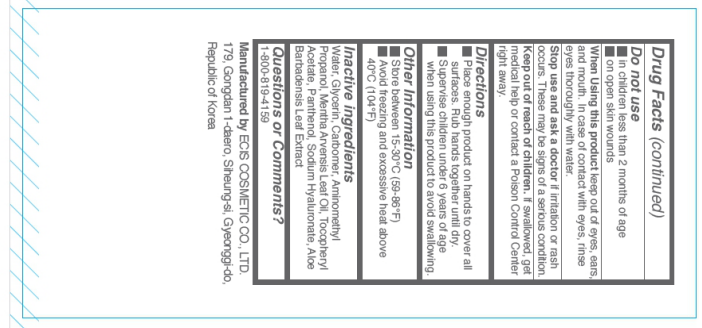 Drug Facts (continued)
Do not use
■ in children less than 2 months of age
■ on open skin wounds
When Using this product keep out of eyes, ears,
and mouth. In case of contact with eyes, rinse
eyes thoroughly with water.
Stop use and ask a doctor if irritation or rash
occurs. These may be signs of a serious condition.
Keep out of reach of children. If swallowed, get
medical help or contact a Poison Control Center
right away.
Directions
■ Place enough product on hands to cover all
surfaces. Rub hands together until dry.
■ Supervise children under 6 years of age
when using this product to avoid swallowing.
Other Information
■ Store between 15-30°C (59-86°F)
■ Avoid freezing and excessive heat above
40°C (104°F)
Inactive ingredients
Water, Glycerin, Carbomer, Aminomethyl
Propanol, Mentha Arvensis Leaf Oil, Tocopheryl
Acetate, Panthenol, Sodium Hyaluronate, Aloe
Barbadensis Leaf Extract
Questions or Comments?
1-800-819-4159
Manufactured by ECIS COSMETIC CO., LTD.
179, Gongdan 1-daero, Siheung-si, Gyeonggi-do,
Republic of Korea